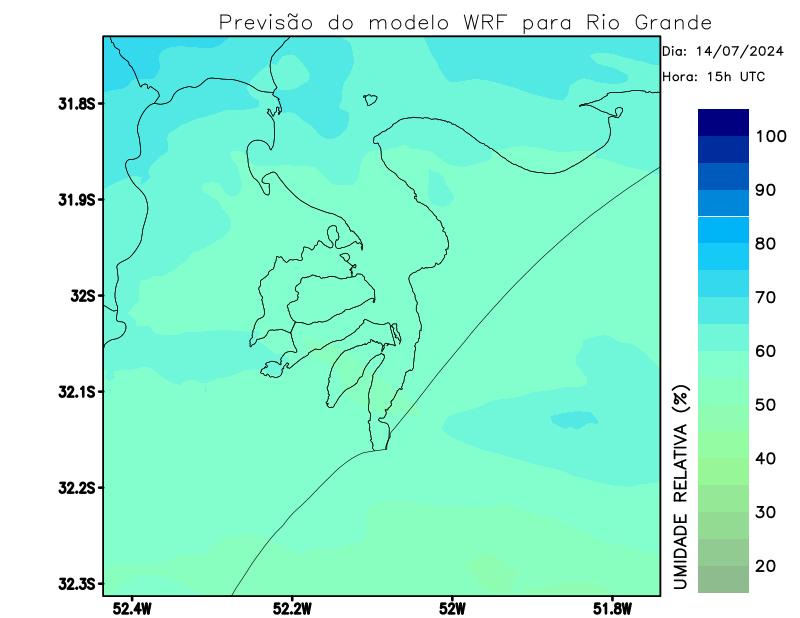 Previsão do modelo WRF para Rio Grande
Dia: 14/07/2024
Hora: 15h UTC
31.8S
31.9S
32S
32.1S
32.2S
32.3S
52.4W
52.2W
52W
51.8W
100
90
80
70
60
50
40
30
20
UMIDADE RELATIVA (%)